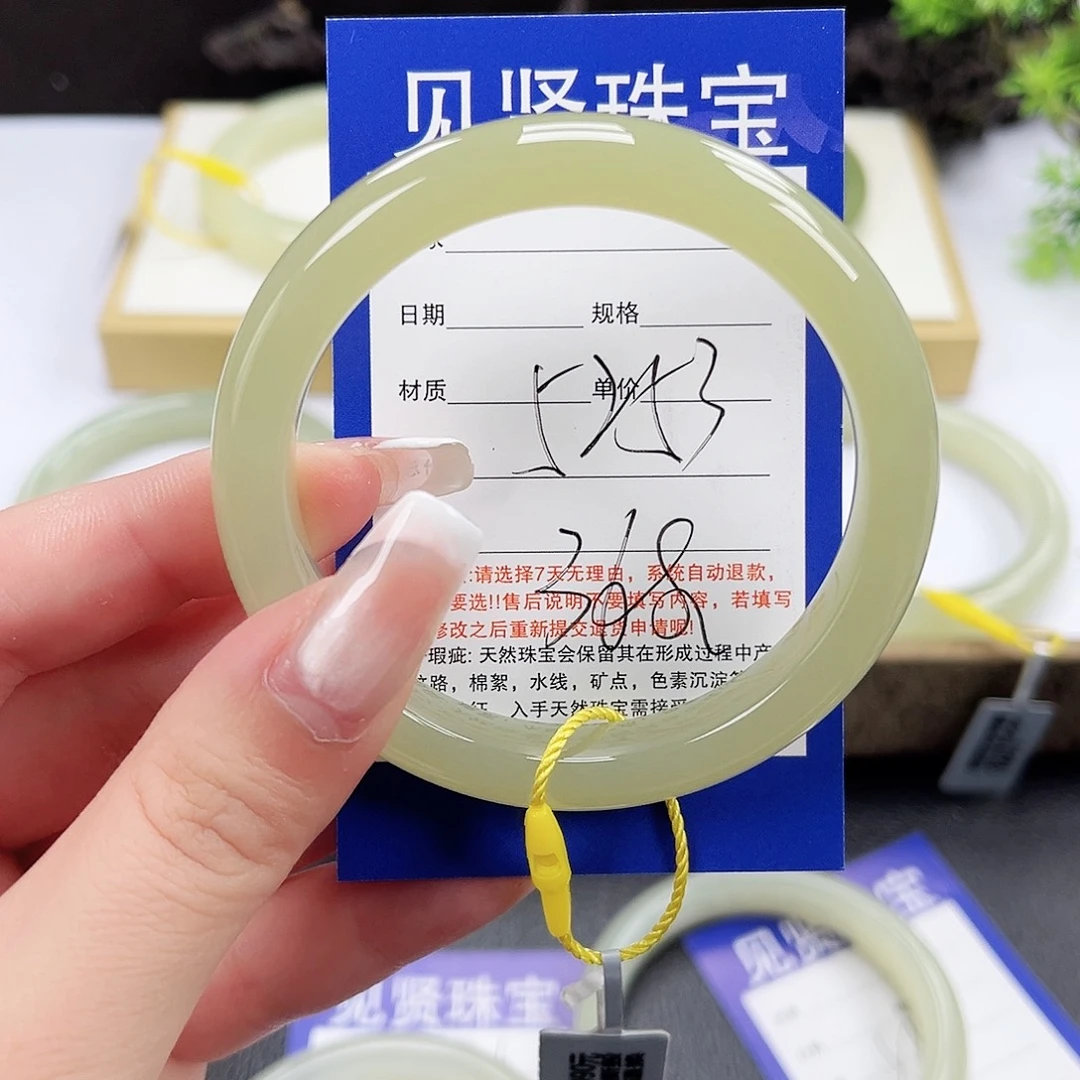 见贤珠宝
日期 规格
材质 单价
:请选择7天无理由，系统自动退款，
要选!!售后说明不要填写内容，若填写
修改之后重新提交退货申请呢!
瑕疵: 天然珠宝会保留其在形成过程中产
路，棉絮，水线，矿点，色素沉淀
入手天然珠宝需接受
368
见贤珠宝
见贤 宝